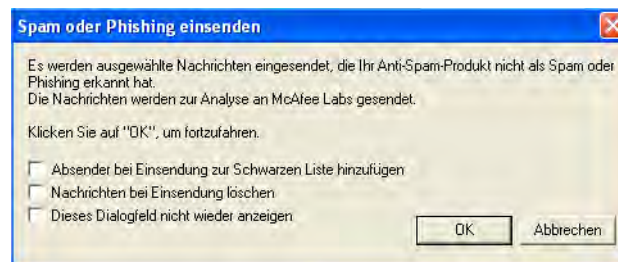 Spam oder Phishing einsenden
Es werden ausgewählte Nachrichten eingesendet, die Ihr Anti-Spam-Produkt nicht als Spam oder
Phishing erkannt hat.
Die Nachrichten werden zur Analyse an McAfee Labs gesendet.
Klicken Sie auf "OK", um fortzufahren.
Absender bei Einsendung zur Schwarzen Liste hinzufügen
Nachrichten bei Einsendung löschen
Dieses Dialogfeld nicht wieder anzeigen
OK Abbrechen